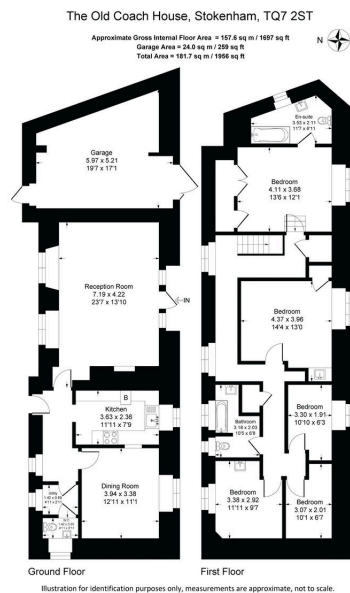 The Old Coach House, Stokenham, TQ7 2ST
Approximate Gross Internal Floor Area = 157.6 sq m / 1697 sq ft
Garage Area = 24.0 sq m / 259 sq ft
Total Area = 181.7 sq m / 1956 sq ft
N
Garage
5.97 x 5.21
19'7 x 17'1
Reception Room
7.19 x 4.22
23'7 x 13'10
IN
B
Kitchen
3.63 x 2.36
11'11 x 7'9
Dining Room
3.94 x 3.38
12'11 x 11'1
Utility
Ground Floor
En-suite
3.53 x 2.11
11'7 x 6'11
Bedroom
4.11 x 3.68
13'6 x 12'1
Bedroom
4.37 x 3.96
14'4 x 13'0
Bedroom
3.30 x 1.91
10'10 x 6'3
Bathroom
3.18 x 2.03
10'5 x 6'8
Bedroom
3.38 x 2.92
11'11 x 9'7
Bedroom
3.07 x 2.01
10'1 x 6'7
First Floor
Illustration for identification purposes only, measurements are approximate, not to scale.